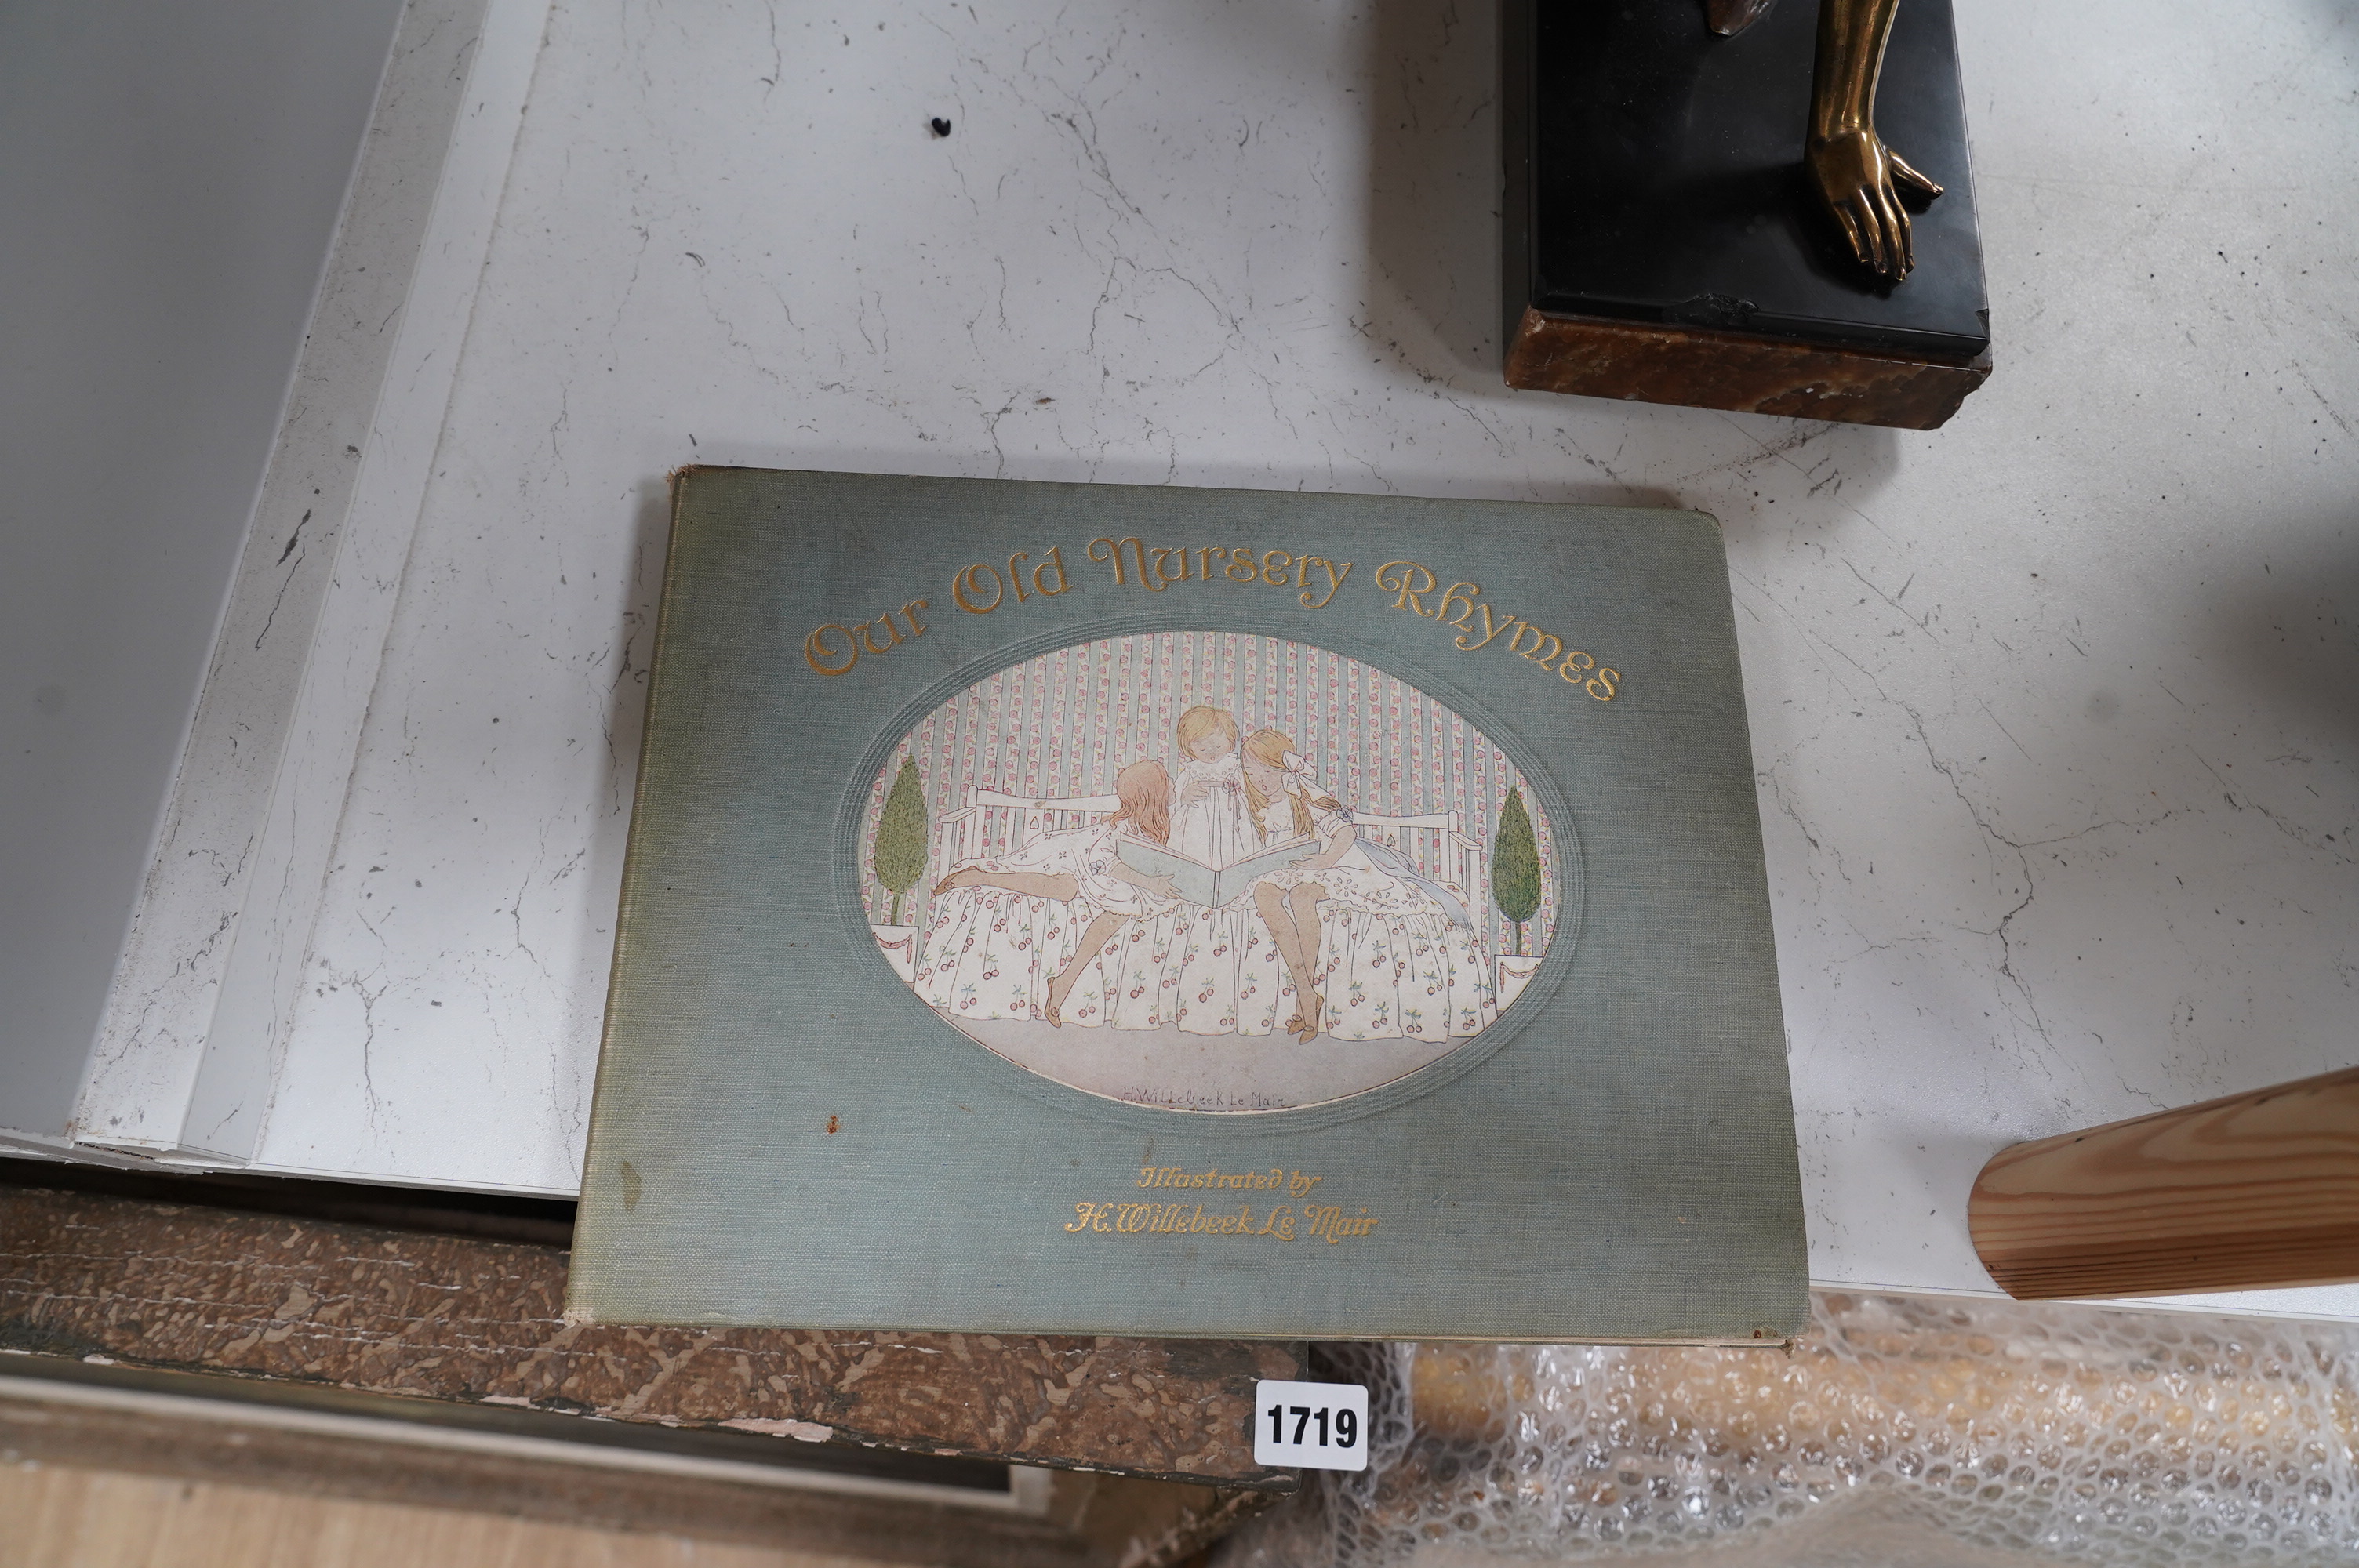 Our Old Nursery Rhymes
H. Willebeek Le Mair
Illustrated by
H. Willebeek Le Mair
1719